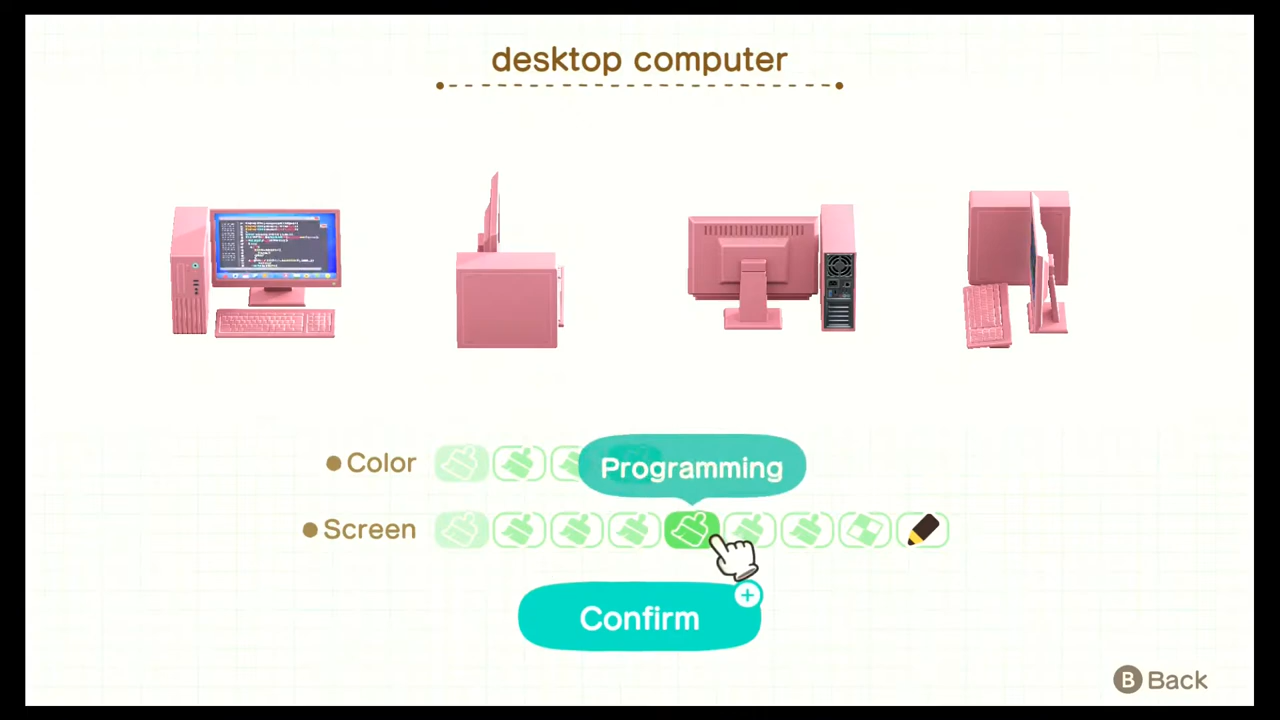 desktop computer
Color
Programming
Screen
Confirm
+
B Back